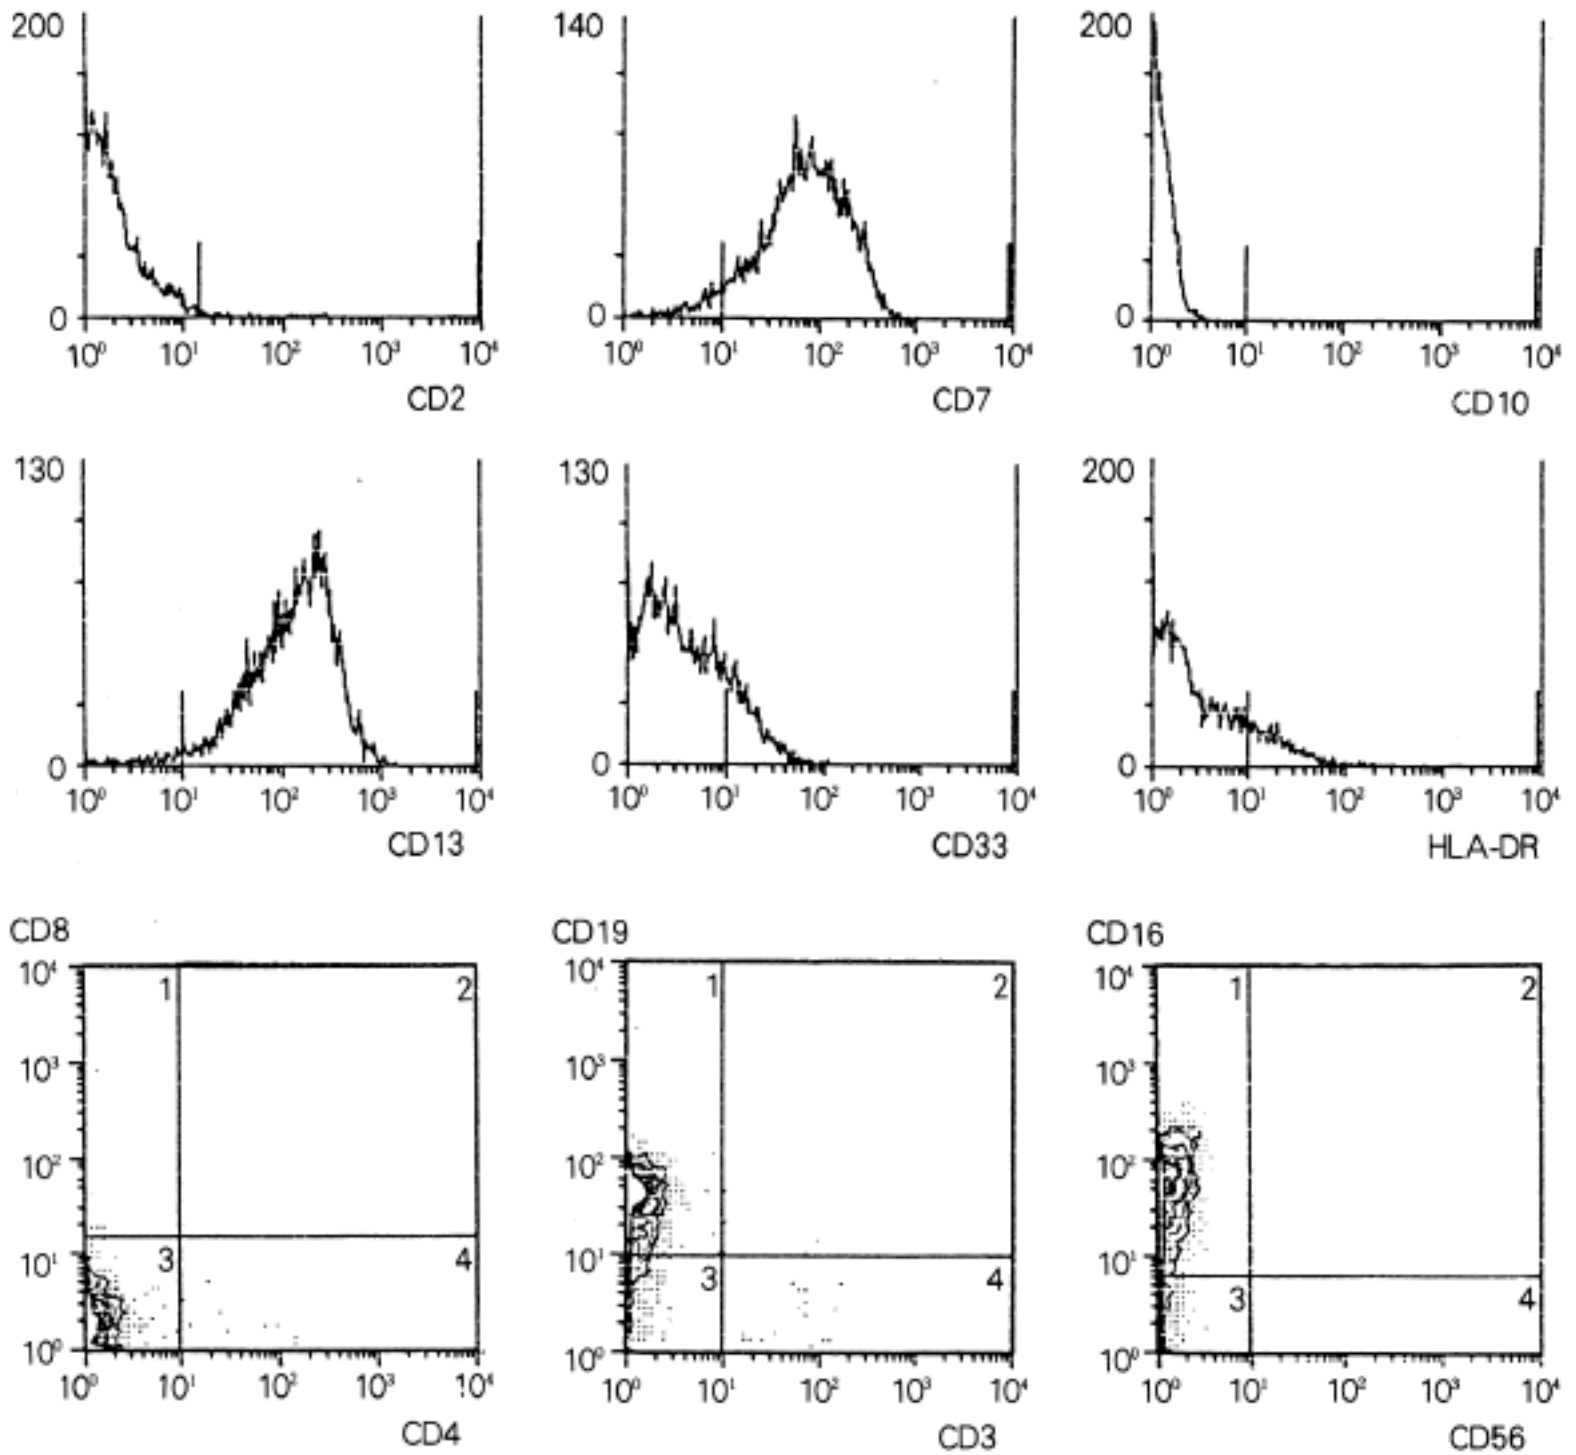 200 140 200
0 0 0
10⁰ 10¹ 10² 10³ 10⁴ 10⁰ 10¹ 10² 10³ 10⁴ 10⁰ 10¹ 10² 10³ 10⁴
CD2 CD7 CD10
130 130 200
0 0 0
10⁰ 10¹ 10² 10³ 10⁴ 10⁰ 10¹ 10² 10³ 10⁴ 10⁰ 10¹ 10² 10³ 10⁴
CD13 CD33 HLA-DR
CD8 CD19 CD16
10⁴ 1 2 10⁴ 1 2 10⁴ 1 2
10³ 10³ 10³
10² 10² 10²
10¹ 3 4 10¹ 3 4 10¹ 3 4
10⁰ 10⁰ 10⁰
10⁰ 10¹ 10² 10³ 10⁴ 10⁰ 10¹ 10² 10³ 10⁴ 10⁰ 10¹ 10² 10³ 10⁴
CD4 CD3 CD56